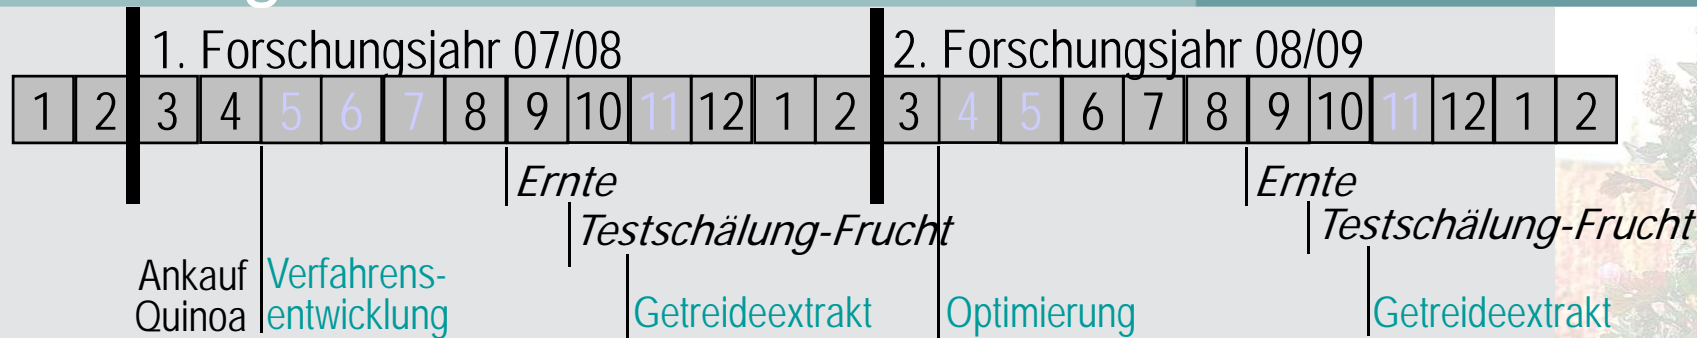 1. Forschungsjahr 07/08 2. Forschungsjahr 08/09
1 2 3 4 5 6 7 8 9 10 11 12 1 2 3 4 5 6 7 8 9 10 11 12 1 2
Ernte Ernte
Testschälung-Frucht Testschälung-Frucht
Ankauf Verfahrens-
Quinoa entwicklung Getreideextrakt Optimierung Getreideextrakt